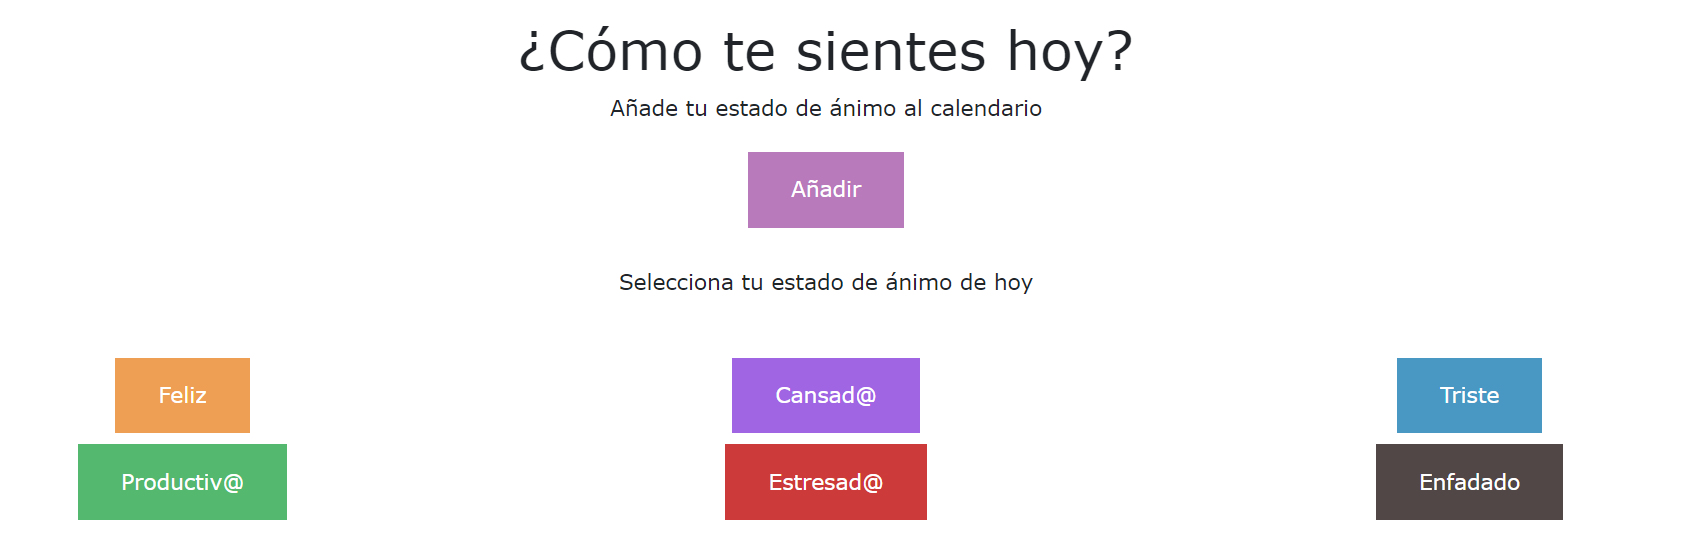 ¿Cómo te sientes hoy?
Añade tu estado de ánimo al calendario
Añadir
Selecciona tu estado de ánimo de hoy
Feliz
Cansad@
Triste
Productiv@
Estresad@
Enfadado